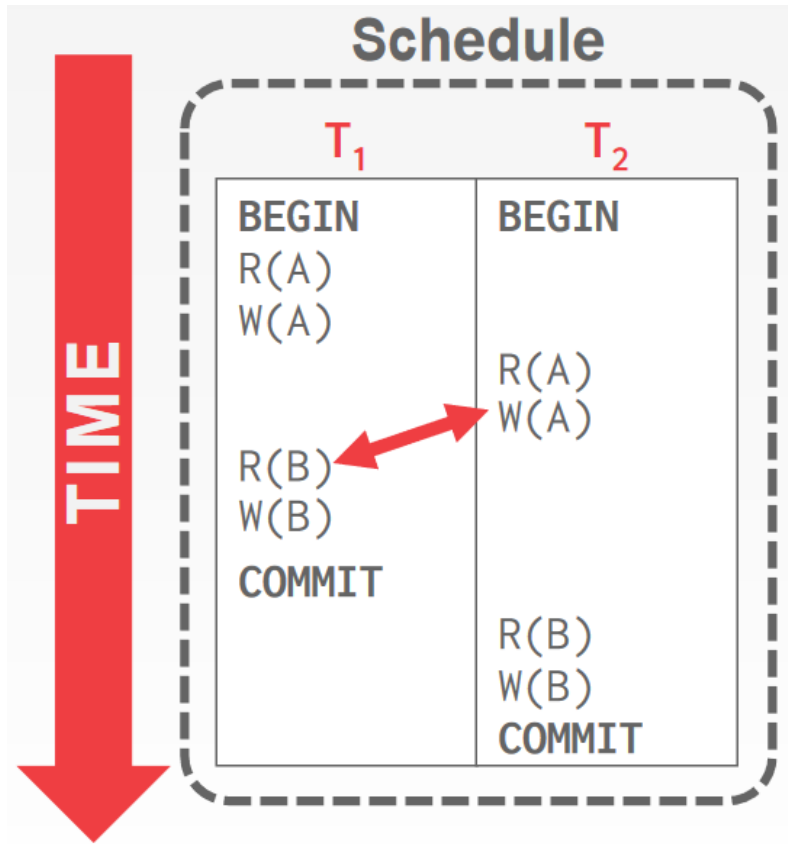 Schedule
TIME
T₁ T₂
BEGIN BEGIN
R(A)
W(A)
R(A)
W(A)
R(B)
W(B)
COMMIT
R(B)
W(B)
COMMIT